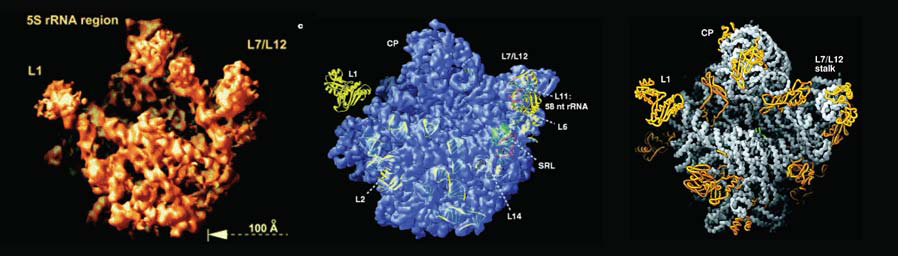 5S rRNA region
L7/L12
L1
100 Å
c
CP
L7/L12
L1
L11:
58 nt rRNA
L6
SRL
L2
L14
CP
L7/L12
stalk
L1